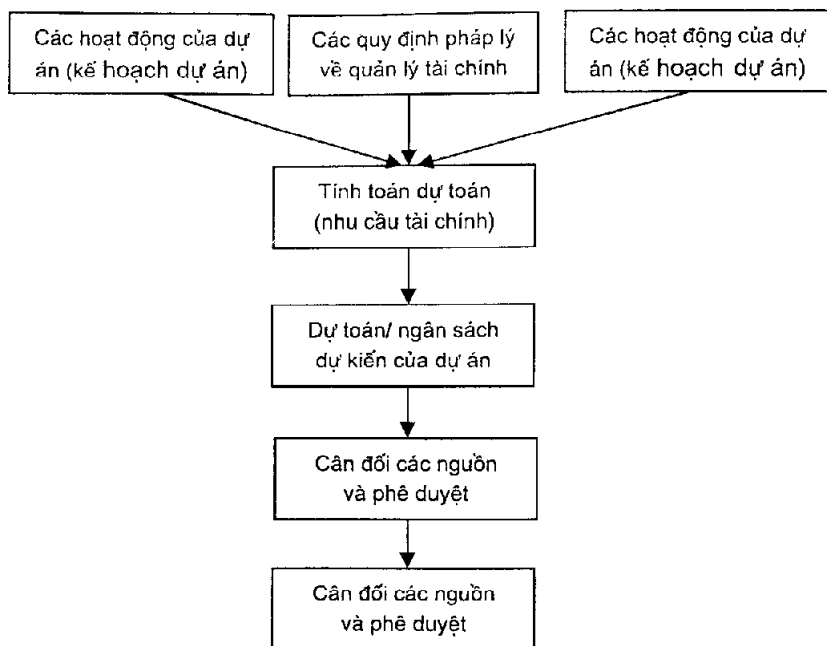 Các hoạt động của dự
án (kế hoạch dự án)
Các quy định pháp lý
về quản lý tài chính
Các hoạt động của dự
án (kế hoạch dự án)
Tính toán dự toán
(nhu cầu tài chính)
Dự toán/ ngân sách
dự kiến của dự án
Cân đối các nguồn
và phê duyệt
Cân đối các nguồn
và phê duyệt